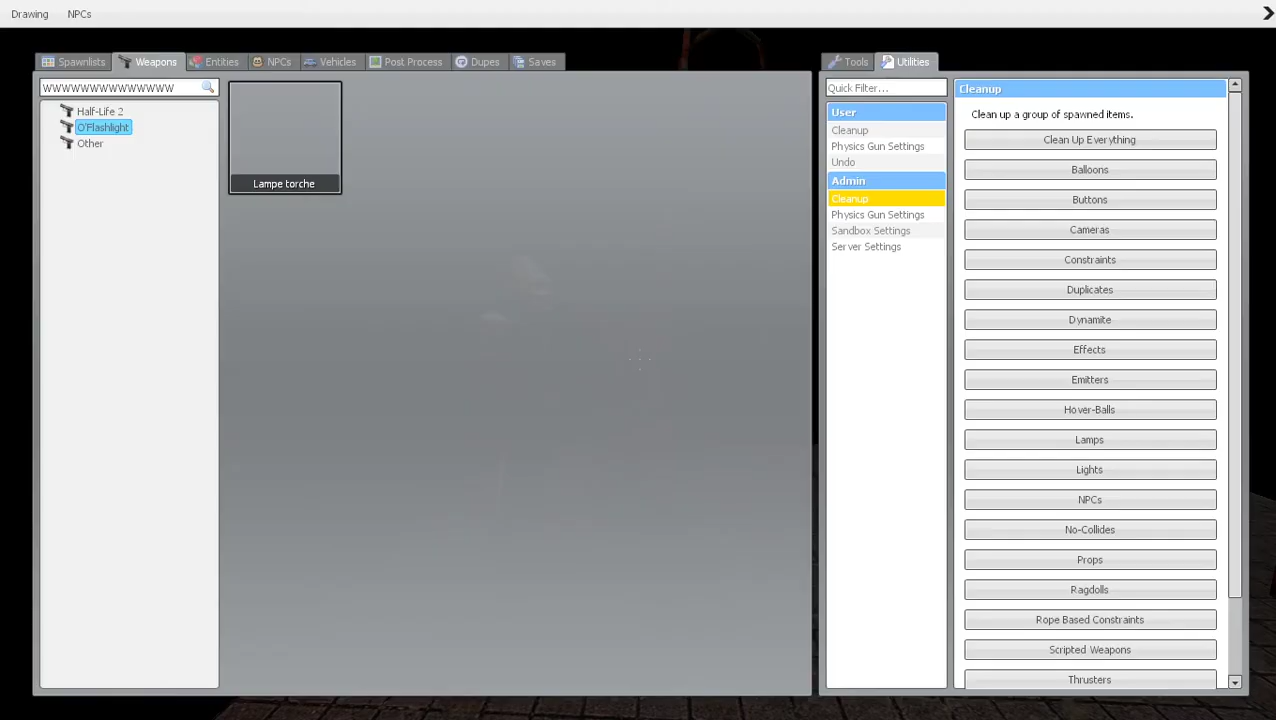 Drawing NPCs
Spawnlists Weapons Entities NPCs Vehicles Post Process Dupes Saves
wwwwwwwwwwwwwww
Half-Life 2
O'Flashlight
Other
Lampe torche
Tools Utilities
Quick Filter...
User
Cleanup
Physics Gun Settings
Undo
Admin
Cleanup
Physics Gun Settings
Sandbox Settings
Server Settings
Cleanup
Clean up a group of spawned items.
Clean Up Everything
Balloons
Buttons
Cameras
Constraints
Duplicates
Dynamite
Effects
Emitters
Hover-Balls
Lamps
Lights
NPCs
No-Collides
Props
Ragdolls
Rope Based Constraints
Scripted Weapons
Thrusters